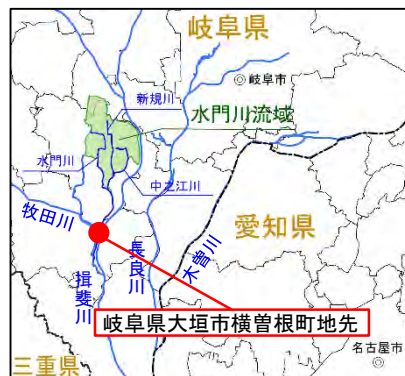 岐阜県
◎岐阜市
新規川
水門川流域
水門川
中之江川
牧田川
愛知県
揖斐川
長良川
木曽川
岐阜県大垣市横曽根町地先
三重県
名古屋市◎